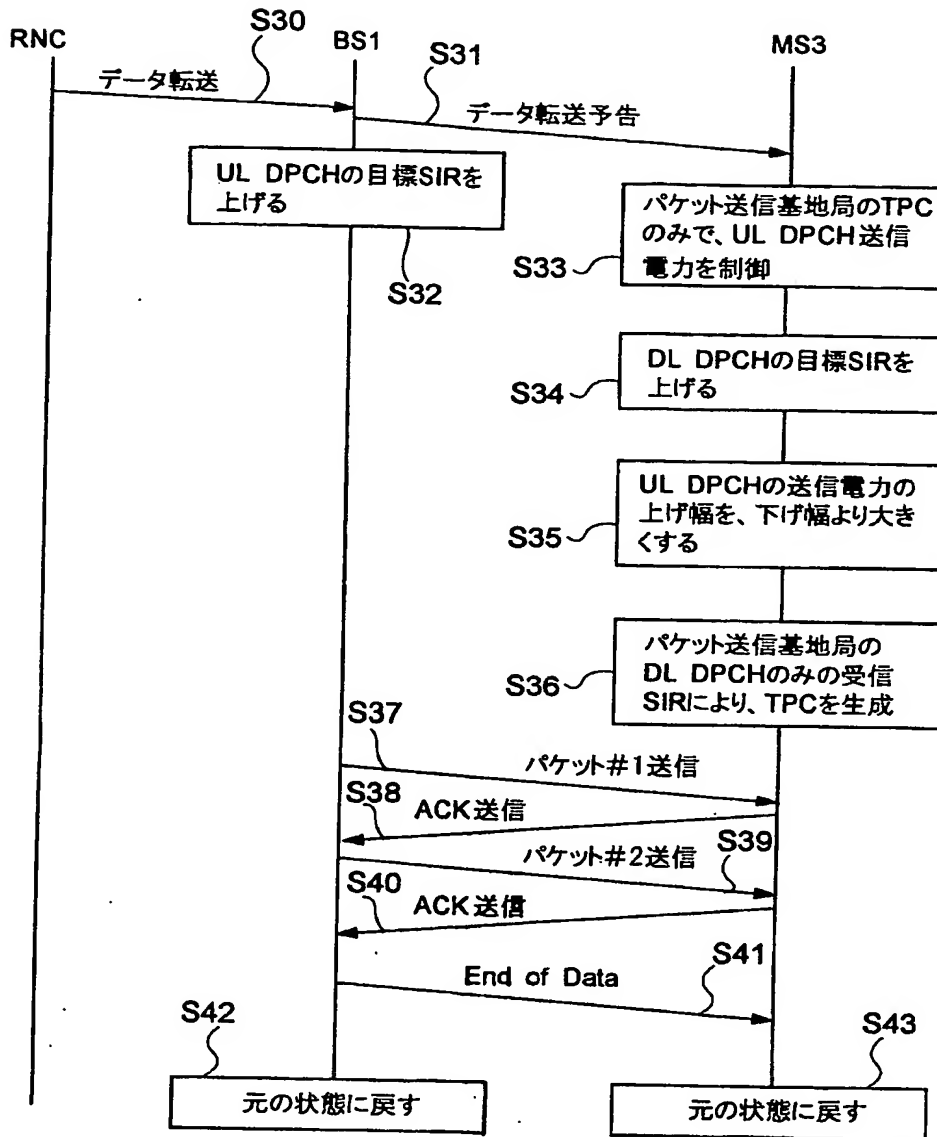 RNC
S30
BS1
S31
MS3
データ転送
データ転送予告
UL DPCHの目標SIRを
上げる
S32
パケット送信基地局のTPC
のみで、UL DPCH送信
電力を制御
S33
DL DPCHの目標SIRを
上げる
S34
UL DPCHの送信電力の
上げ幅を、下げ幅より大き
くする
S35
パケット送信基地局の
DL DPCHのみの受信
SIRにより、TPCを生成
S36
S37
パケット#1送信
S38
ACK送信
S39
パケット#2送信
S40
ACK送信
S41
End of Data
S42
元の状態に戻す
S43
元の状態に戻す